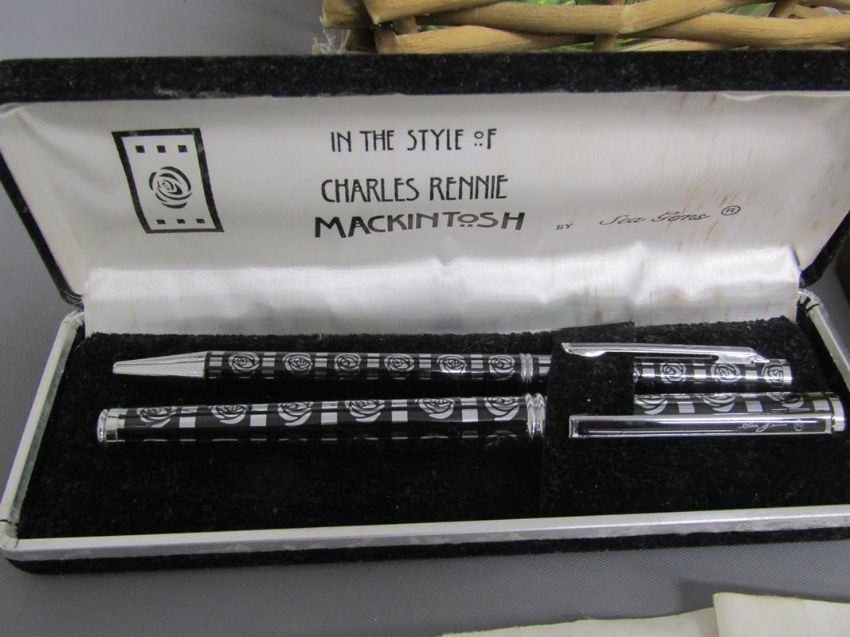 IN THE STYLE OF
CHARLES RENNIE
MACKINTOSH BY Sea Gems ®